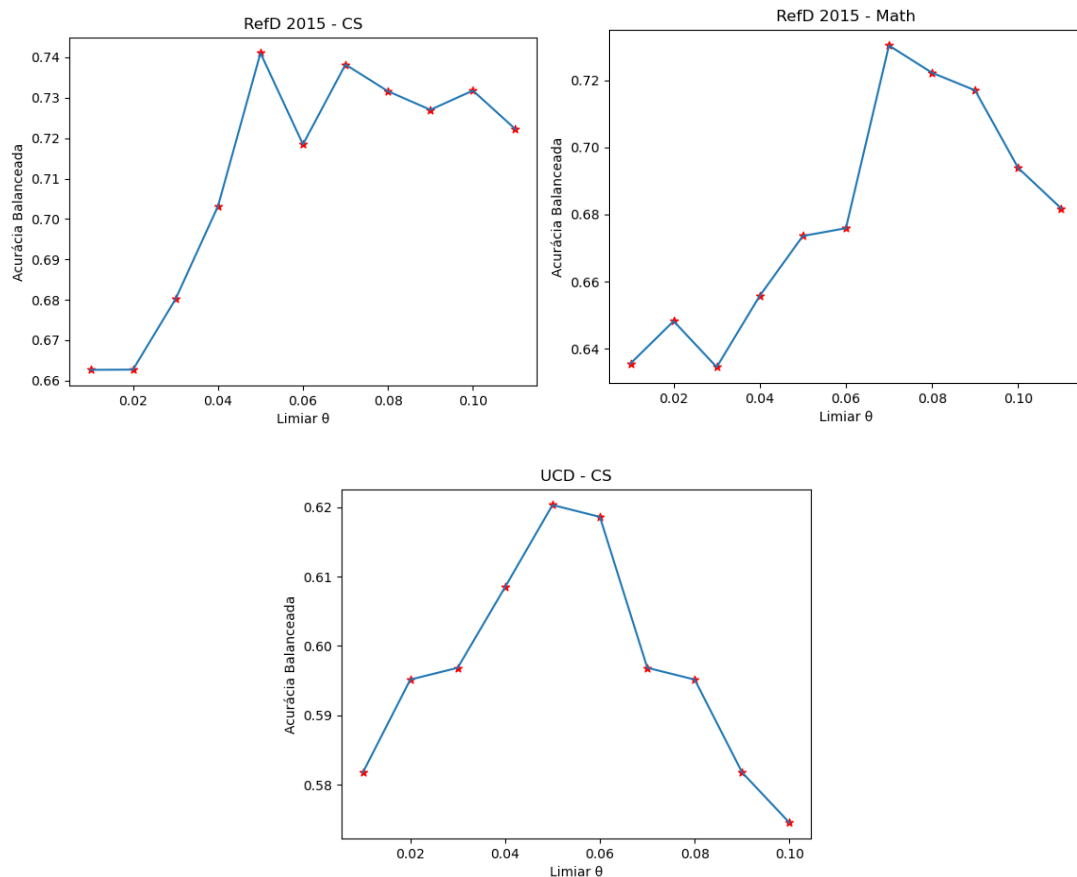 RefD 2015 - CS
Acurácia Balanceada
0.74
0.73
0.72
0.71
0.70
0.69
0.68
0.67
0.66
0.02 0.04 0.06 0.08 0.10
Limiar θ
RefD 2015 - Math
Acurácia Balanceada
0.72
0.70
0.68
0.66
0.64
0.02 0.04 0.06 0.08 0.10
Limiar θ
UCD - CS
Acurácia Balanceada
0.62
0.61
0.60
0.59
0.58
0.02 0.04 0.06 0.08 0.10
Limiar θ